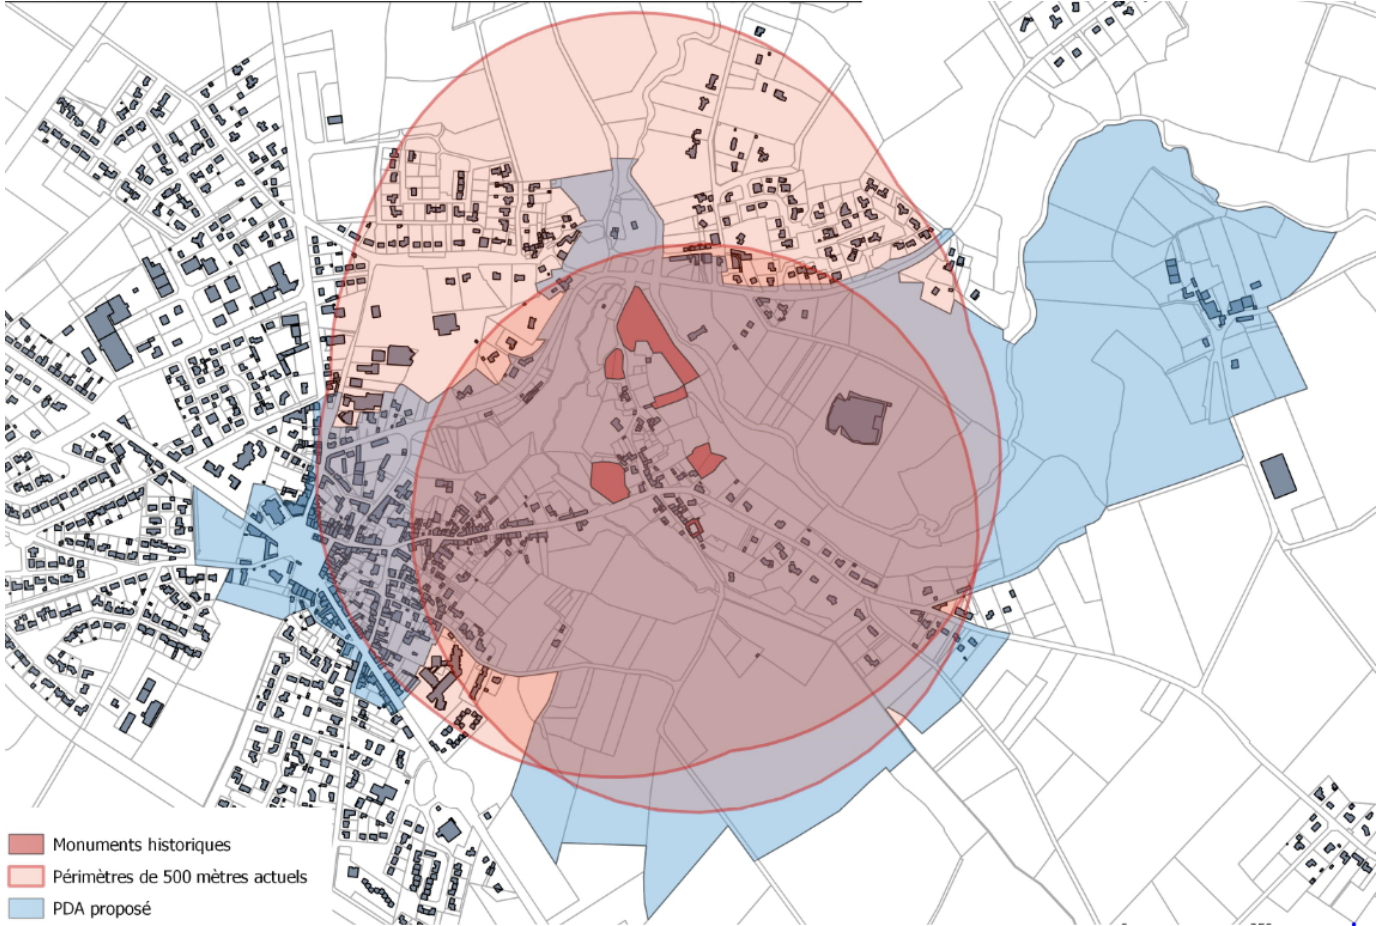 Monuments historiques
Périmètres de 500 mètres actuels
PDA proposé